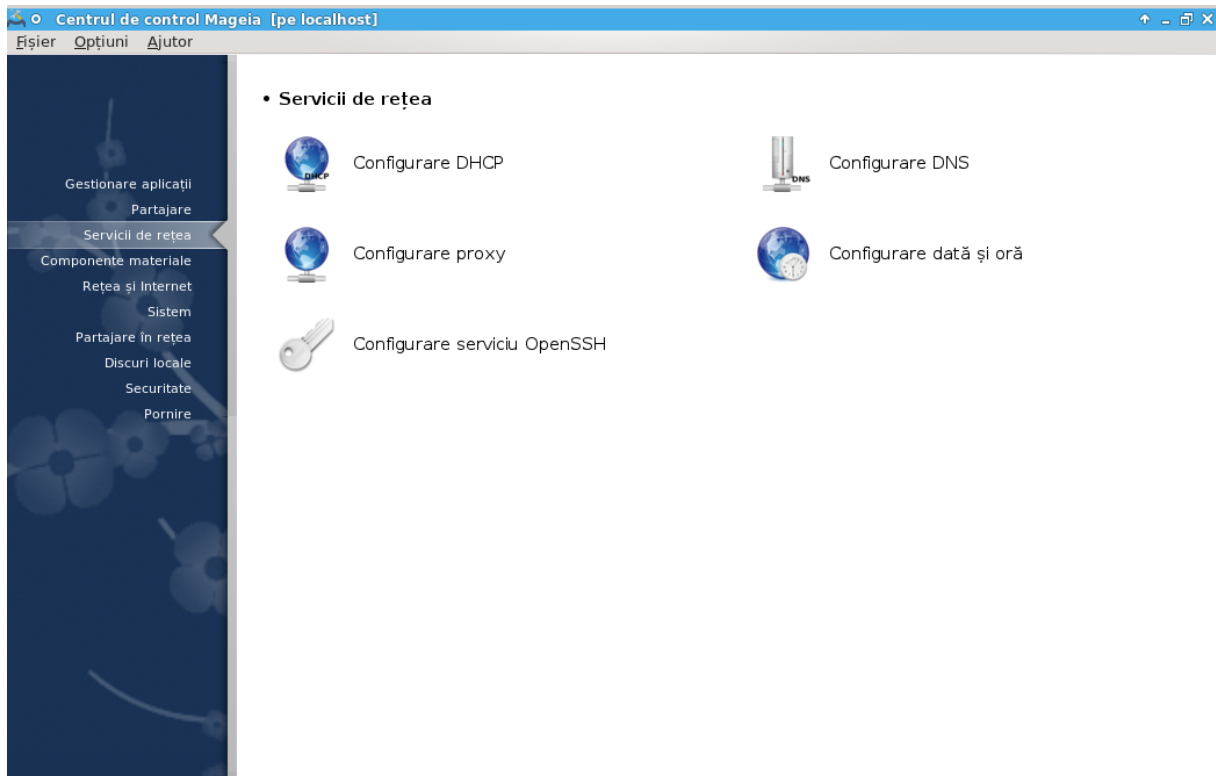 Centrul de control Mageia [pe localhost]
Fișier Opțiuni Ajutor
Gestionare aplicații
Partajare
Servicii de rețea
Componente materiale
Rețea și Internet
Sistem
Partajare în rețea
Discuri locale
Securitate
Pornire
• Servicii de rețea
DHCP
Configurare DHCP
DNS
Configurare DNS
Configurare proxy
Configurare dată și oră
Configurare serviciu OpenSSH